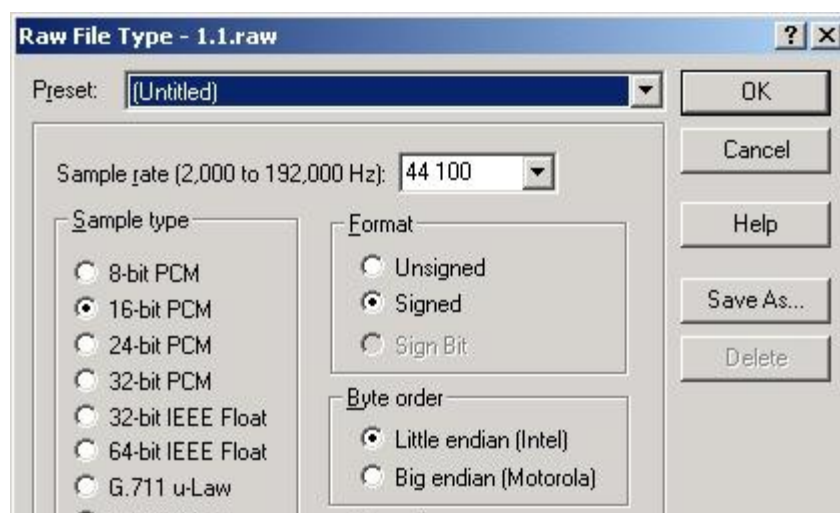 Raw File Type - 1.1.raw
Preset: (Untitled)
OK
Sample rate (2,000 to 192,000 Hz): 44 100
Cancel
Sample type
8-bit PCM
16-bit PCM
24-bit PCM
32-bit PCM
32-bit IEEE Float
64-bit IEEE Float
G.711 u-Law
Format
Unsigned
Signed
Sign Bit
Byte order
Little endian (Intel)
Big endian (Motorola)
Help
Save As...
Delete